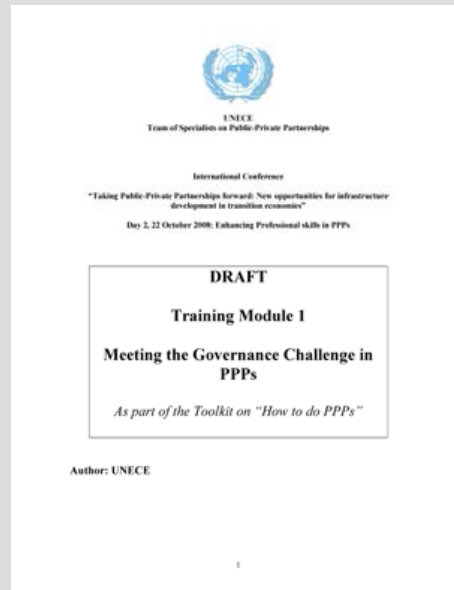 UNECE
Team of Specialists on Public-Private Partnerships
International Conference
“Taking Public-Private Partnerships forward: New opportunities for infrastructure
development in transition economies”
Day 2, 22 October 2008: Enhancing Professional skills in PPPs
DRAFT
Training Module 1
Meeting the Governance Challenge in
PPPs
As part of the Toolkit on “How to do PPPs”
Author: UNECE
1